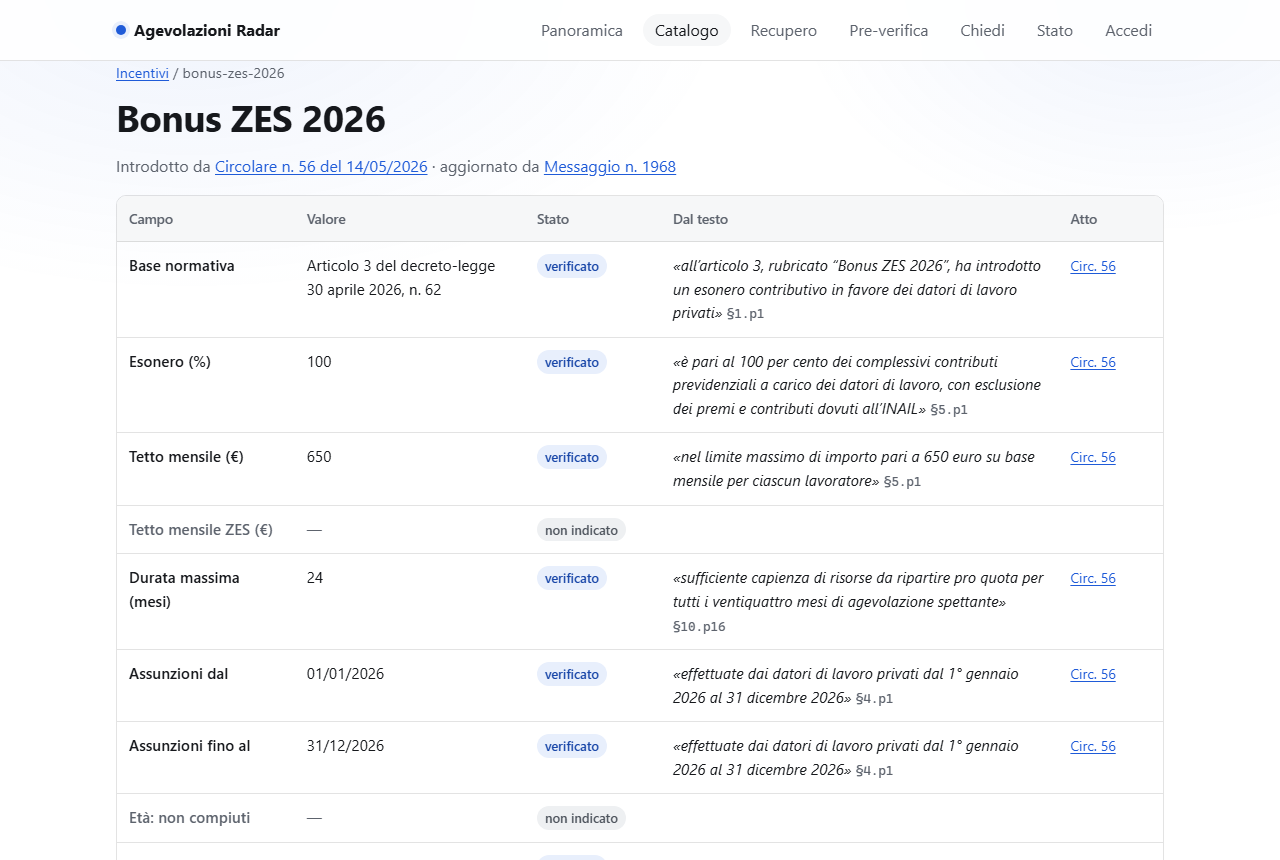 Agevolazioni Radar
Panoramica Catalogo Recupero Pre-verifica Chiedi Stato Accedi
Incentivi / bonus-zes-2026
Bonus ZES 2026
Introdotto da Circolare n. 56 del 14/05/2026 · aggiornato da Messaggio n. 1968
Campo Valore Stato Dal testo Atto
Base normativa Articolo 3 del decreto-legge verificato «all’articolo 3, rubricato “Bonus ZES 2026”, ha introdotto Circ. 56
30 aprile 2026, n. 62 un esonero contributivo in favore dei datori di lavoro
privati» §1.p1
Esonero (%) 100 verificato «è pari al 100 per cento dei complessivi contributi Circ. 56
previdenziali a carico dei datori di lavoro, con esclusione
dei premi e contributi dovuti all’INAIL» §5.p1
Tetto mensile (€) 650 verificato «nel limite massimo di importo pari a 650 euro su base Circ. 56
mensile per ciascun lavoratore» §5.p1
Tetto mensile ZES (€) — non indicato
Durata massima 24 verificato «sufficiente capienza di risorse da ripartire pro quota per Circ. 56
(mesi) tutti i ventiquattro mesi di agevolazione spettante»
§10.p16
Assunzioni dal 01/01/2026 verificato «effettuate dai datori di lavoro privati dal 1° gennaio Circ. 56
2026 al 31 dicembre 2026» §4.p1
Assunzioni fino al 31/12/2026 verificato «effettuate dai datori di lavoro privati dal 1° gennaio Circ. 56
2026 al 31 dicembre 2026» §4.p1
Età: non compiuti — non indicato